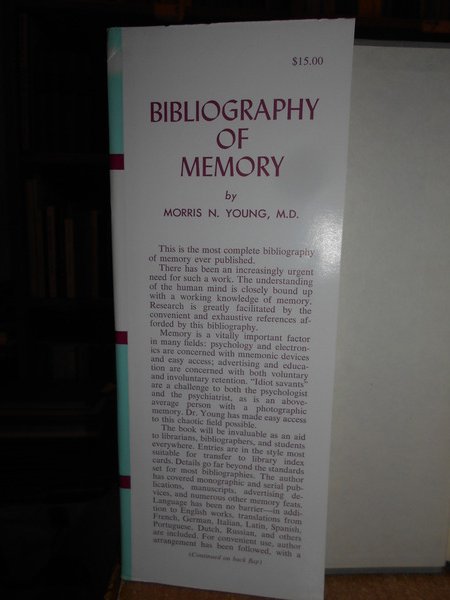 $15.00
BIBLIOGRAPHY
OF
MEMORY
by
MORRIS N. YOUNG, M.D.
This is the most complete bibliography
of memory ever published.
There has been an increasingly urgent
need for such a work. The understanding
of the human mind is closely bound up
with a working knowledge of memory.
Research is greatly facilitated by the
convenient and exhaustive references af-
forded by this bibliography.
Memory is a vitally important factor
in many fields: psychology and electron-
ics are concerned with mnemonic devices
and easy access; advertising and educa-
tion are concerned with both voluntary
and involuntary retention. "Idiot savants"
are a challenge to both the psychologist
and the psychiatrist, as is an above-
average person with a photographic
memory. Dr. Young has made easy access
to this chaotic field possible.
The book will be invaluable as an aid
to librarians, bibliographers, and students
everywhere. Entries are in the style most
suitable for transfer to library index
cards. Details go far beyond the standards
set for most bibliographies. The author
has covered monographic and serial pub-
lications, manuscripts, advertising de-
vices, and numerous other memory feats.
Language has been no barrier—in addi-
tion to English works, translations from
French, German, Italian, Latin, Spanish,
Portuguese, Dutch, Russian, and others
are included. For convenient use, author
arrangement has been followed, with a
(Continued on back flap)